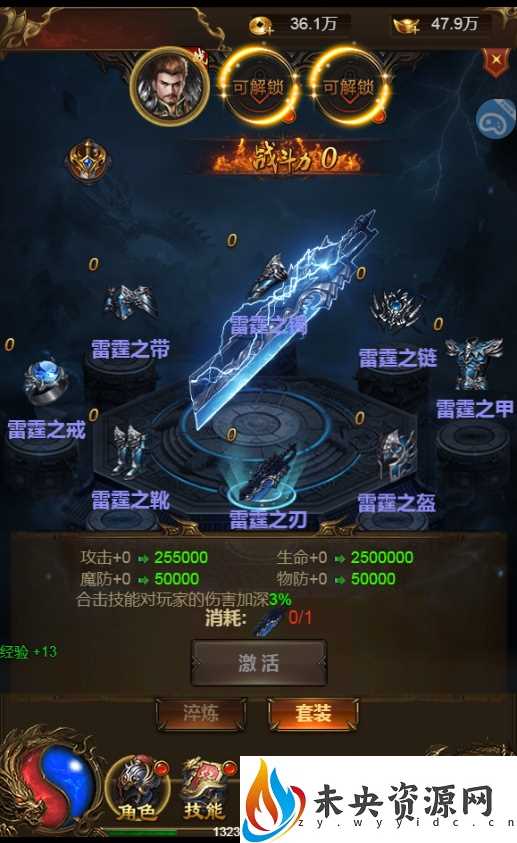 36.1万
47.9万
战
可解锁
可解锁
战斗力 0
0
0
0
0
0
雷霆之镯
雷霆之带
雷霆之链
雷霆之甲
雷霆之戒
0
0
0
雷霆之靴
雷霆之刃
雷霆之盔
攻击+0 255000
生命+0 2500000
魔防+0 50000
物防+0 50000
合击技能对玩家的伤害加深3%
消耗: 0/1
经验 +13
激活
淬炼
套装
角色
技能
1323
未央资源网
zy.wyyidc.cn